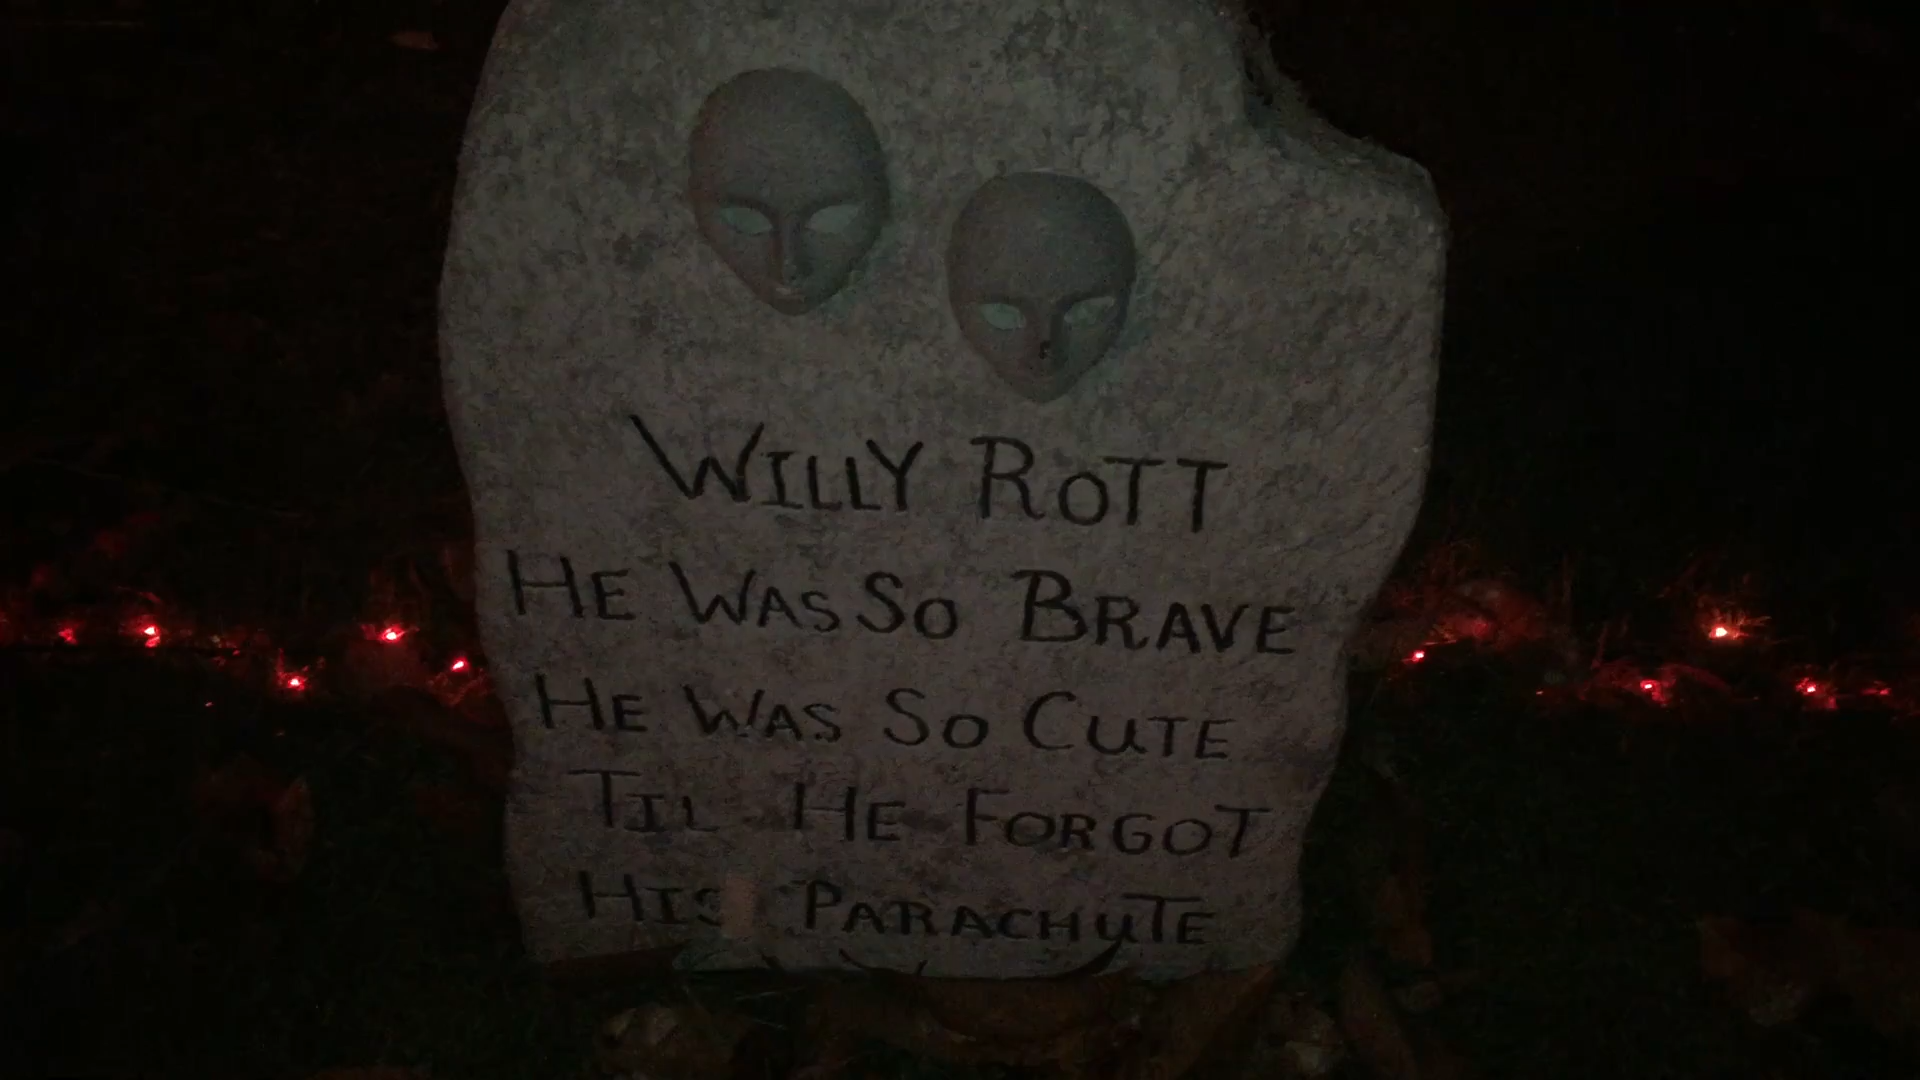 WILLY ROTT
HE WAS SO BRAVE
HE WAS SO CUTE
TIL HE FORGOT
HIS PARACHUTE